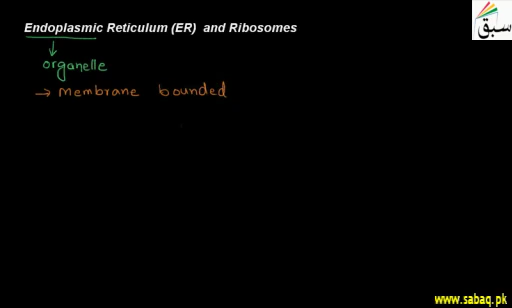 Endoplasmic Reticulum (ER) and Ribosomes
سبق
organelle
→ membrane bounded
www.sabaq.pk